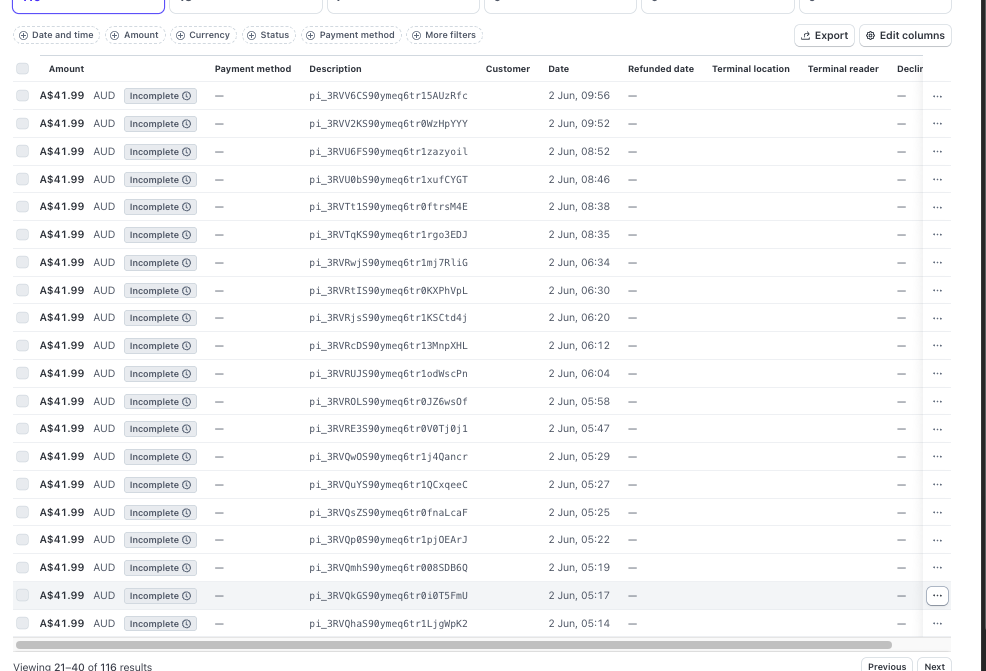 Date and time Amount Currency Status Payment method More filters Export Edit columns
Amount Payment method Description Customer Date Refunded date Terminal location Terminal reader Declin
A$41.99 AUD Incomplete — pi_3RVV6CS90ymeq6tr15AUzRfc 2 Jun, 09:56 — — ...
A$41.99 AUD Incomplete — pi_3RVV2KS90ymeq6tr0WzHpYYY 2 Jun, 09:52 — — ...
A$41.99 AUD Incomplete — pi_3RVU6FS90ymeq6tr1zazyoil 2 Jun, 08:52 — — ...
A$41.99 AUD Incomplete — pi_3RVU0bS90ymeq6tr1xufCYGT 2 Jun, 08:46 — — ...
A$41.99 AUD Incomplete — pi_3RVTt1S90ymeq6tr0ftrsM4E 2 Jun, 08:38 — — ...
A$41.99 AUD Incomplete — pi_3RVTqKS90ymeq6tr1rgo3EDJ 2 Jun, 08:35 — — ...
A$41.99 AUD Incomplete — pi_3RVRwjS90ymeq6tr1mj7RliG 2 Jun, 06:34 — — ...
A$41.99 AUD Incomplete — pi_3RVRtIS90ymeq6tr0KXPhVpL 2 Jun, 06:30 — — ...
A$41.99 AUD Incomplete — pi_3RVRjsS90ymeq6tr1KSCtd4j 2 Jun, 06:20 — — ...
A$41.99 AUD Incomplete — pi_3RVRcDS90ymeq6tr13MnpXHL 2 Jun, 06:12 — — ...
A$41.99 AUD Incomplete — pi_3RVRUJS90ymeq6tr1odWscPn 2 Jun, 06:04 — — ...
A$41.99 AUD Incomplete — pi_3RVROLS90ymeq6tr0JZ6wsOf 2 Jun, 05:58 — — ...
A$41.99 AUD Incomplete — pi_3RVRE3S90ymeq6tr0V0Tj0j1 2 Jun, 05:47 — — ...
A$41.99 AUD Incomplete — pi_3RVQwOS90ymeq6tr1j4Qancr 2 Jun, 05:29 — — ...
A$41.99 AUD Incomplete — pi_3RVQuYS90ymeq6tr1QCxqeeC 2 Jun, 05:27 — — ...
A$41.99 AUD Incomplete — pi_3RVQsZS90ymeq6tr0fnaLcaF 2 Jun, 05:25 — — ...
A$41.99 AUD Incomplete — pi_3RVQp0S90ymeq6tr1pjOEArJ 2 Jun, 05:22 — — ...
A$41.99 AUD Incomplete — pi_3RVQmhS90ymeq6tr008SDB6Q 2 Jun, 05:19 — — ...
A$41.99 AUD Incomplete — pi_3RVQkGS90ymeq6tr0i0T5FmU 2 Jun, 05:17 — — ...
A$41.99 AUD Incomplete — pi_3RVQhaS90ymeq6tr1LjgWpK2 2 Jun, 05:14 — — ...
Viewing 21–40 of 116 results Previous Next